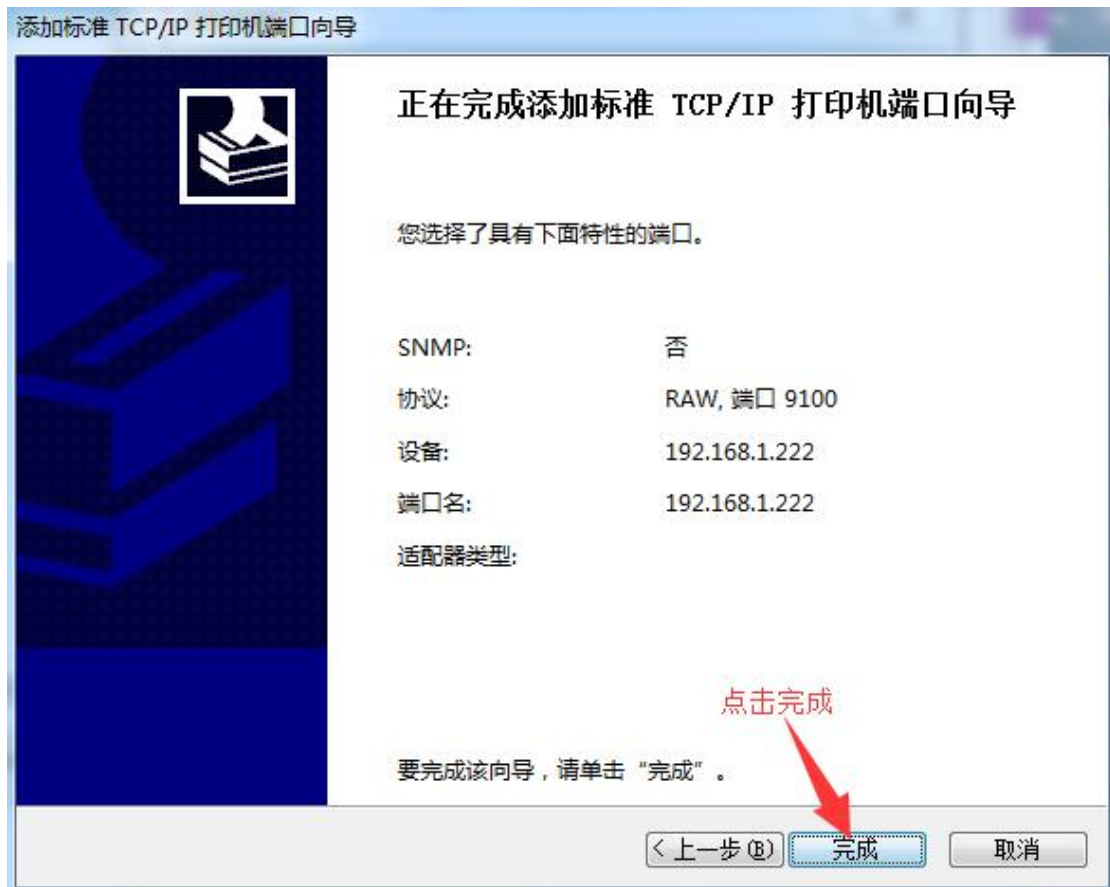 添加标准 TCP/IP 打印机端口向导
正在完成添加标准 TCP/IP 打印机端口向导
您选择了具有下面特性的端口。
SNMP: 否
协议: RAW, 端口 9100
设备: 192.168.1.222
端口名: 192.168.1.222
适配器类型:
点击完成
要完成该向导，请单击“完成”。
< 上一步(B) 完成 取消